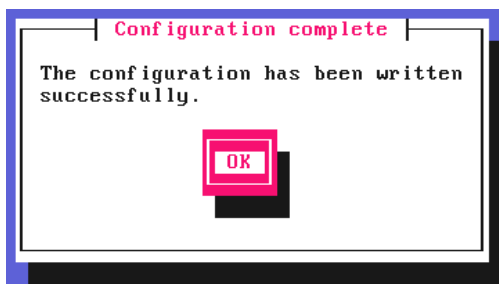 Configuration complete
The configuration has been written
successfully.
OK